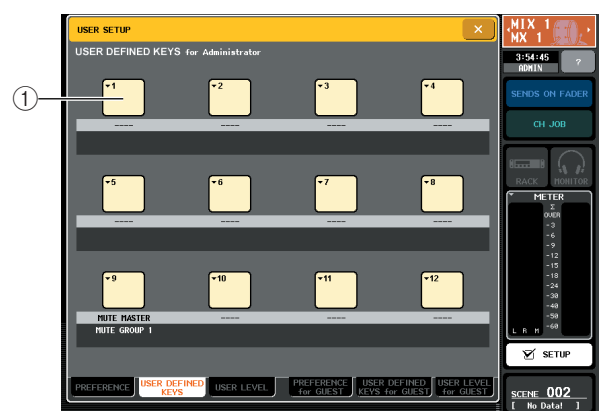 USER SETUP
×
USER DEFINED KEYS for Administrator
1
1
2
3
4
----
----
----
----
5
6
7
8
----
----
----
----
9
10
11
12
MUTE MASTER
----
----
----
MUTE GROUP 1
PREFERENCE
USER DEFINED
KEYS
USER LEVEL
PREFERENCE
for GUEST
USER DEFINED
KEYS for GUEST
USER LEVEL
for GUEST
MIX 1
MX 1
3:54:45
ADMIN
?
SENDS ON FADER
CH JOB
RACK
MONITOR
METER
Σ
OVER
-3
-6
-9
-12
-15
-18
-24
-30
-40
-50
-60
L R M
SETUP
SCENE 002
[ No Data! ]